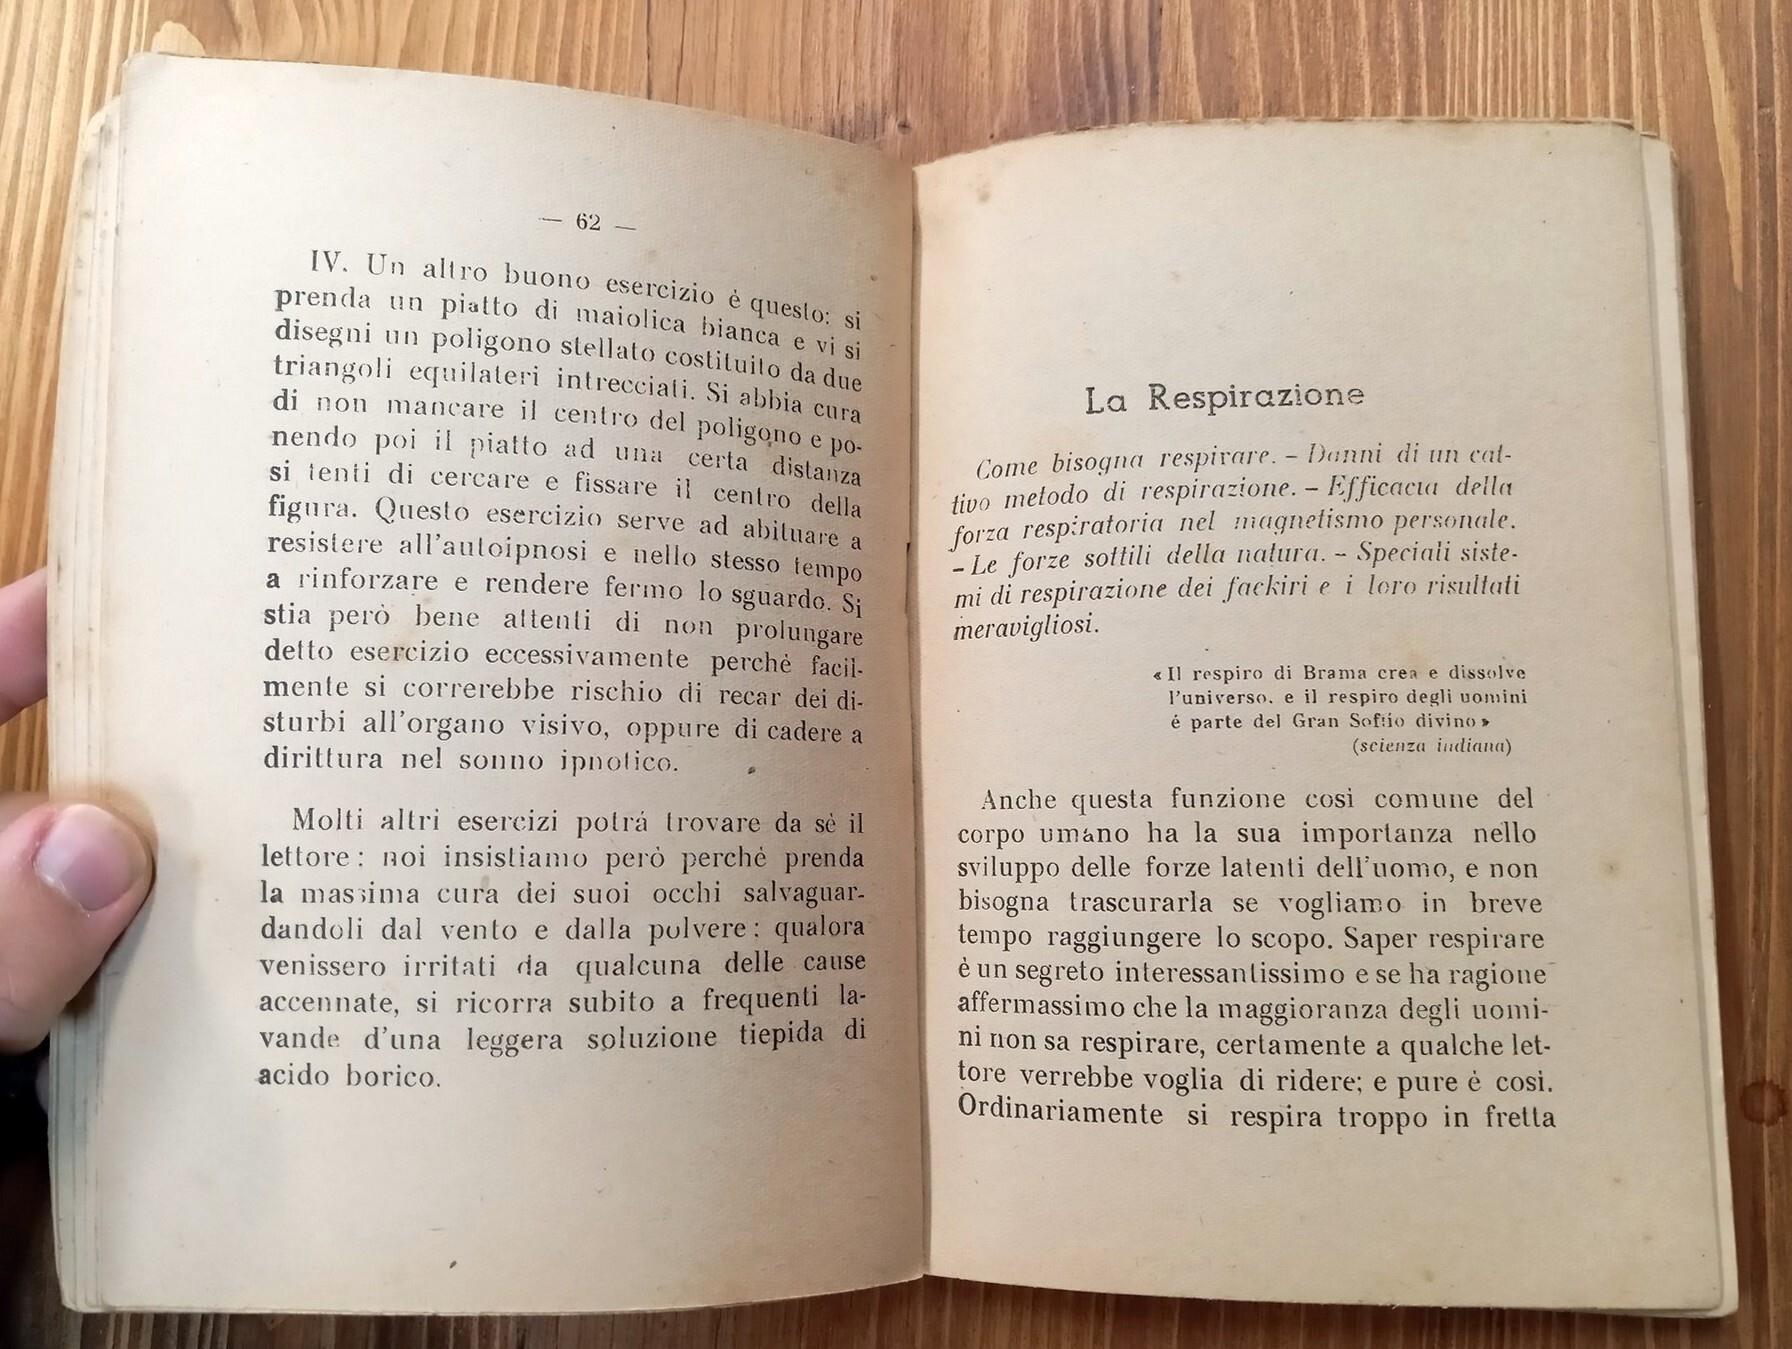 — 62 —
IV. Un altro buono esercizio è questo: si
prenda un piatto di maiolica bianca e vi si
disegni un poligono stellato costituito da due
triangoli equilateri intrecciati. Si abbia cura
di non mancare il centro del poligono e po-
nendo poi il piatto ad una certa distanza
si tenti di cercare e fissare il centro della
figura. Questo esercizio serve ad abituare a
resistere all'autoipnosi e nello stesso tempo
a rinforzare e rendere fermo lo sguardo. Si
stia però bene attenti di non prolungare
detto esercizio eccessivamente perchè facil-
mente si correrebbe rischio di recar dei di-
sturbi all'organo visivo, oppure di cadere a
dirittura nel sonno ipnotico.
Molti altri esercizi potrá trovare da sè il
lettore: noi insistiamo però perchè prenda
la massima cura dei suoi occhi salvaguar-
dandoli dal vento e dalla polvere: qualora
venissero irritati da qualcuna delle cause
accennate, si ricorra subito a frequenti la-
vande d'una leggera soluzione tiepida di
acido borico.
La Respirazione
Come bisogna respirare. – Danni di un cat-
tivo metodo di respirazione. – Efficacia della
forza respiratoria nel magnetismo personale.
– Le forze sottili della natura. – Speciali siste-
mi di respirazione dei fackiri e i loro risultati
meravigliosi.
«Il respiro di Brama crea e dissolve
l'universo. e il respiro degli uomini
é parte del Gran Soffio divino»
(scienza indiana)
Anche questa funzione così comune del
corpo umano ha la sua importanza nello
sviluppo delle forze latenti dell'uomo, e non
bisogna trascurarla se vogliamo in breve
tempo raggiungere lo scopo. Saper respirare
è un segreto interessantissimo e se ha ragione
affermassimo che la maggioranza degli uomi-
ni non sa respirare, certamente a qualche let-
tore verrebbe voglia di ridere; e pure è così.
Ordinariamente si respira troppo in fretta